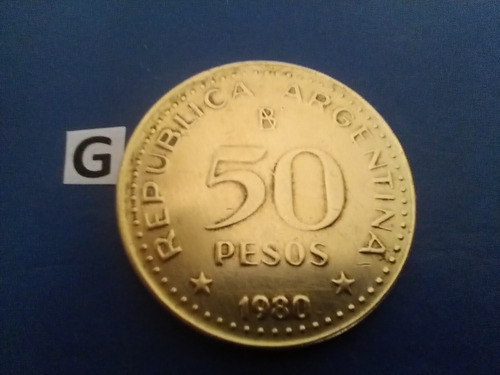 G
REPUBLICA ARGENTINA
50
PESOS
1980